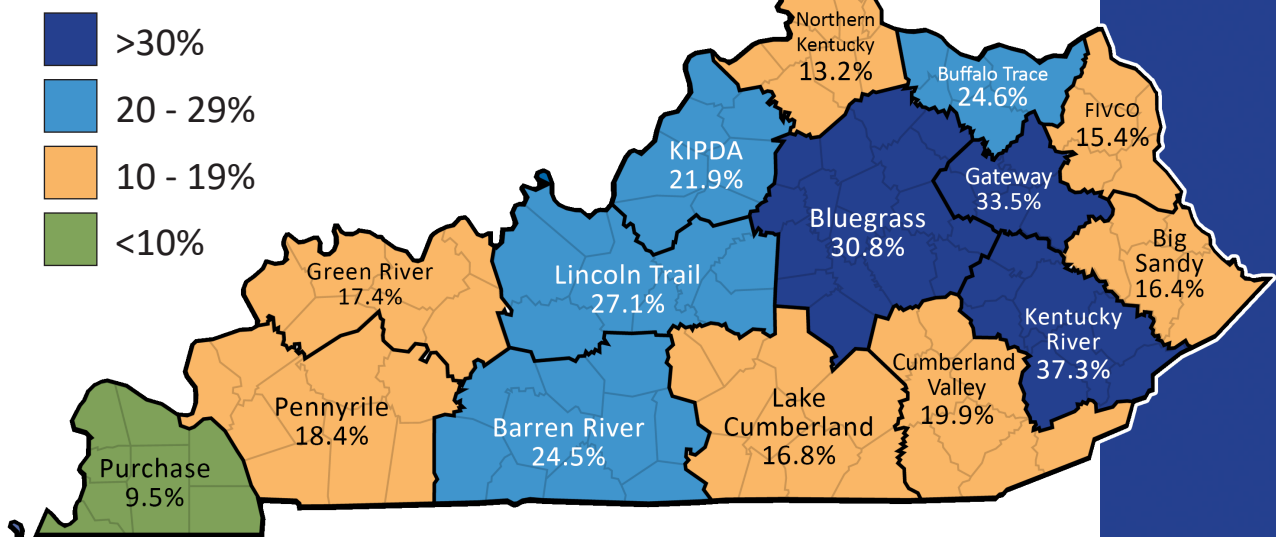 >30%
20 - 29%
10 - 19%
<10%
Northern
Kentucky
13.2%
Buffalo Trace
24.6%
FIVCO
15.4%
KIPDA
21.9%
Gateway
33.5%
Bluegrass
30.8%
Big
Sandy
16.4%
Green River
17.4%
Lincoln Trail
27.1%
Kentucky
River
37.3%
Cumberland
Valley
19.9%
Lake
Cumberland
16.8%
Pennyrile
18.4%
Barren River
24.5%
Purchase
9.5%